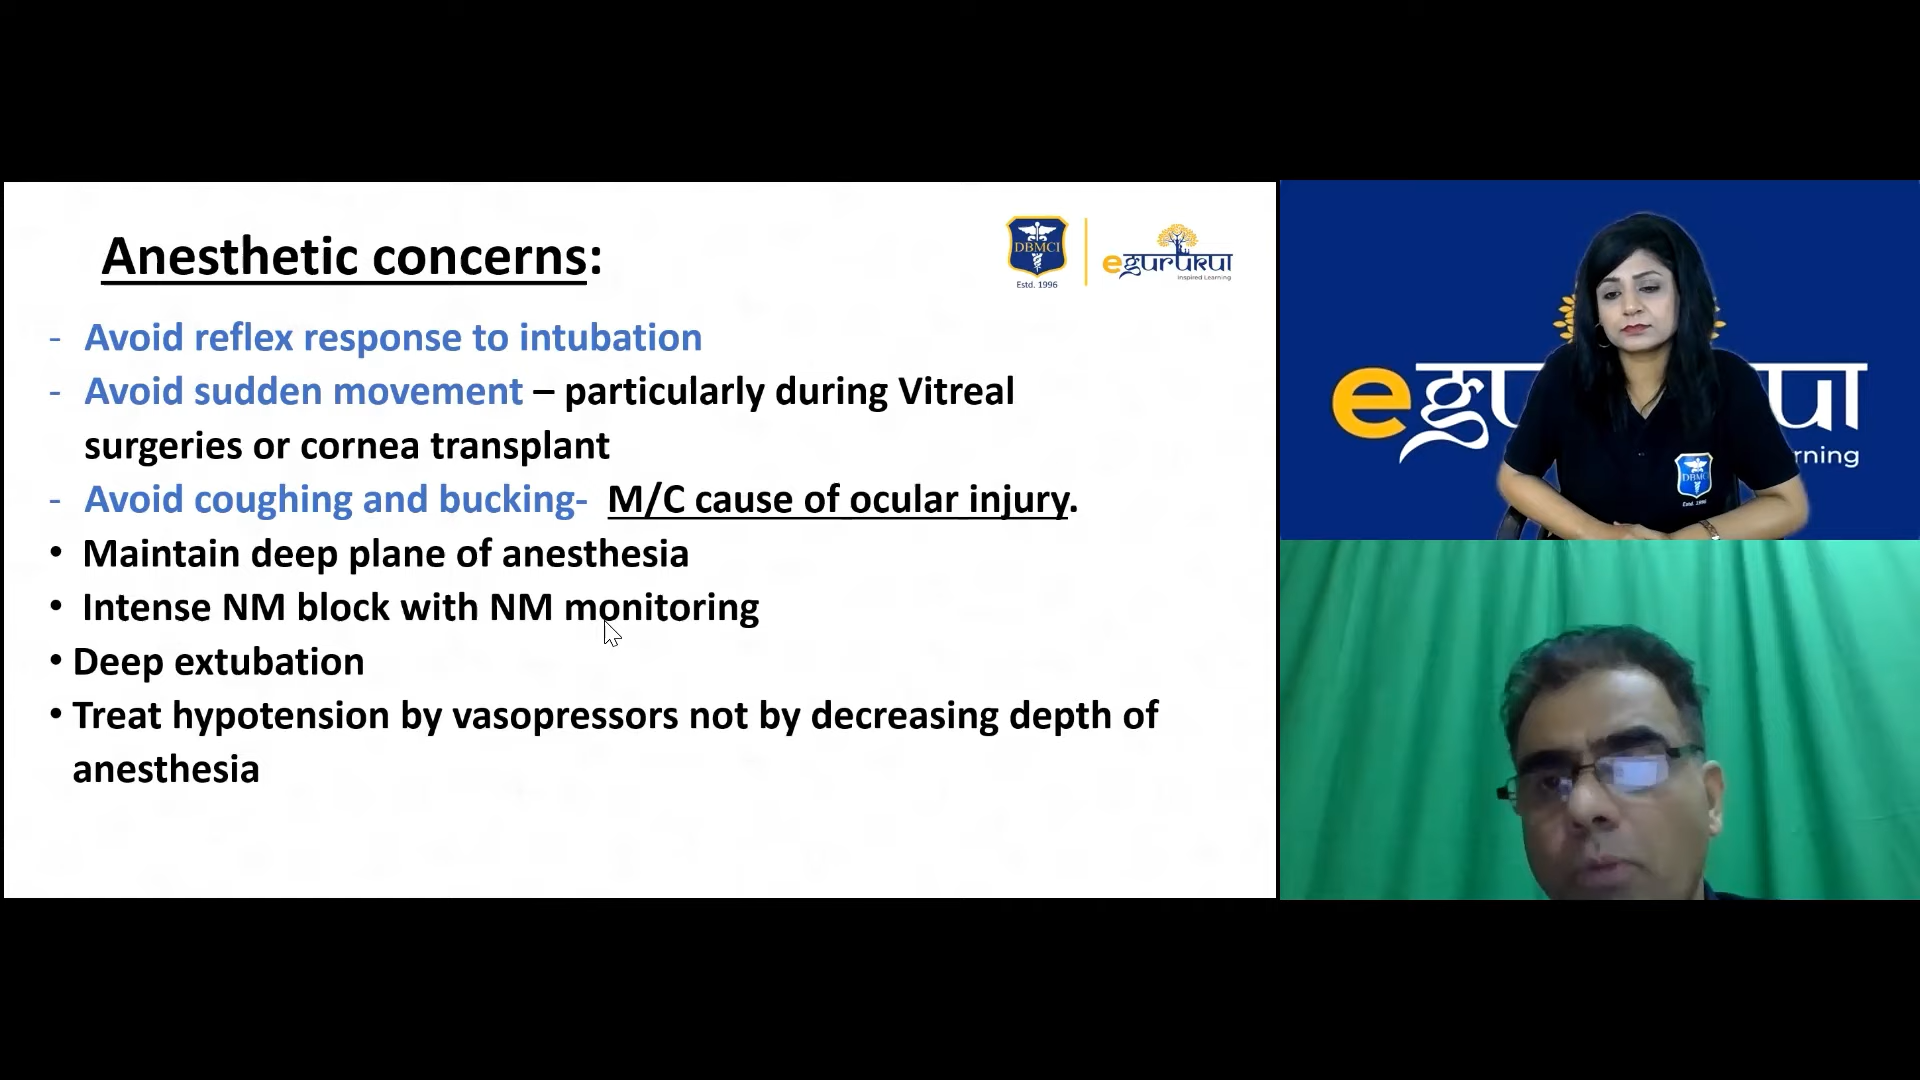 Anesthetic concerns:
DBMCI
Estd. 1996
egurukul
Inspired Learning
- Avoid reflex response to intubation
- Avoid sudden movement – particularly during Vitreal
surgeries or cornea transplant
- Avoid coughing and bucking- M/C cause of ocular injury.
• Maintain deep plane of anesthesia
• Intense NM block with NM monitoring
• Deep extubation
• Treat hypotension by vasopressors not by decreasing depth of
anesthesia